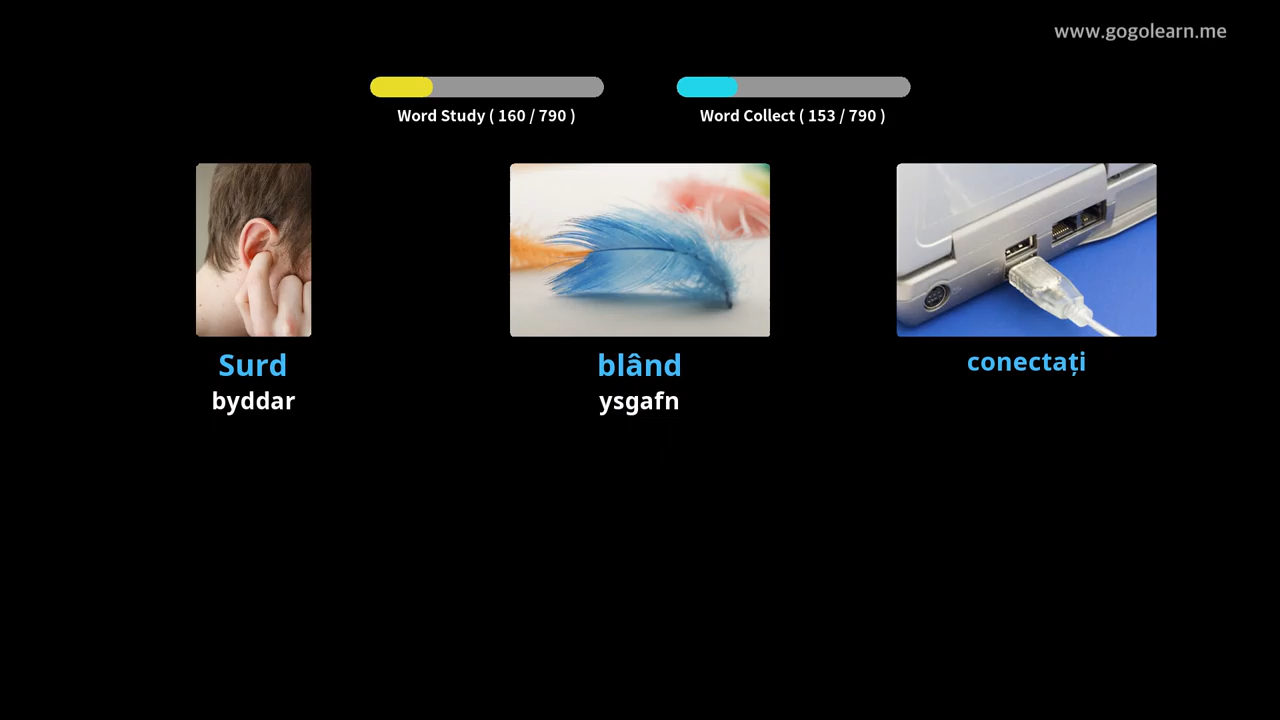 www.gogolearn.me
Word Study ( 160 / 790 )
Word Collect ( 153 / 790 )
Surd
byddar
blând
ysgafn
conectați